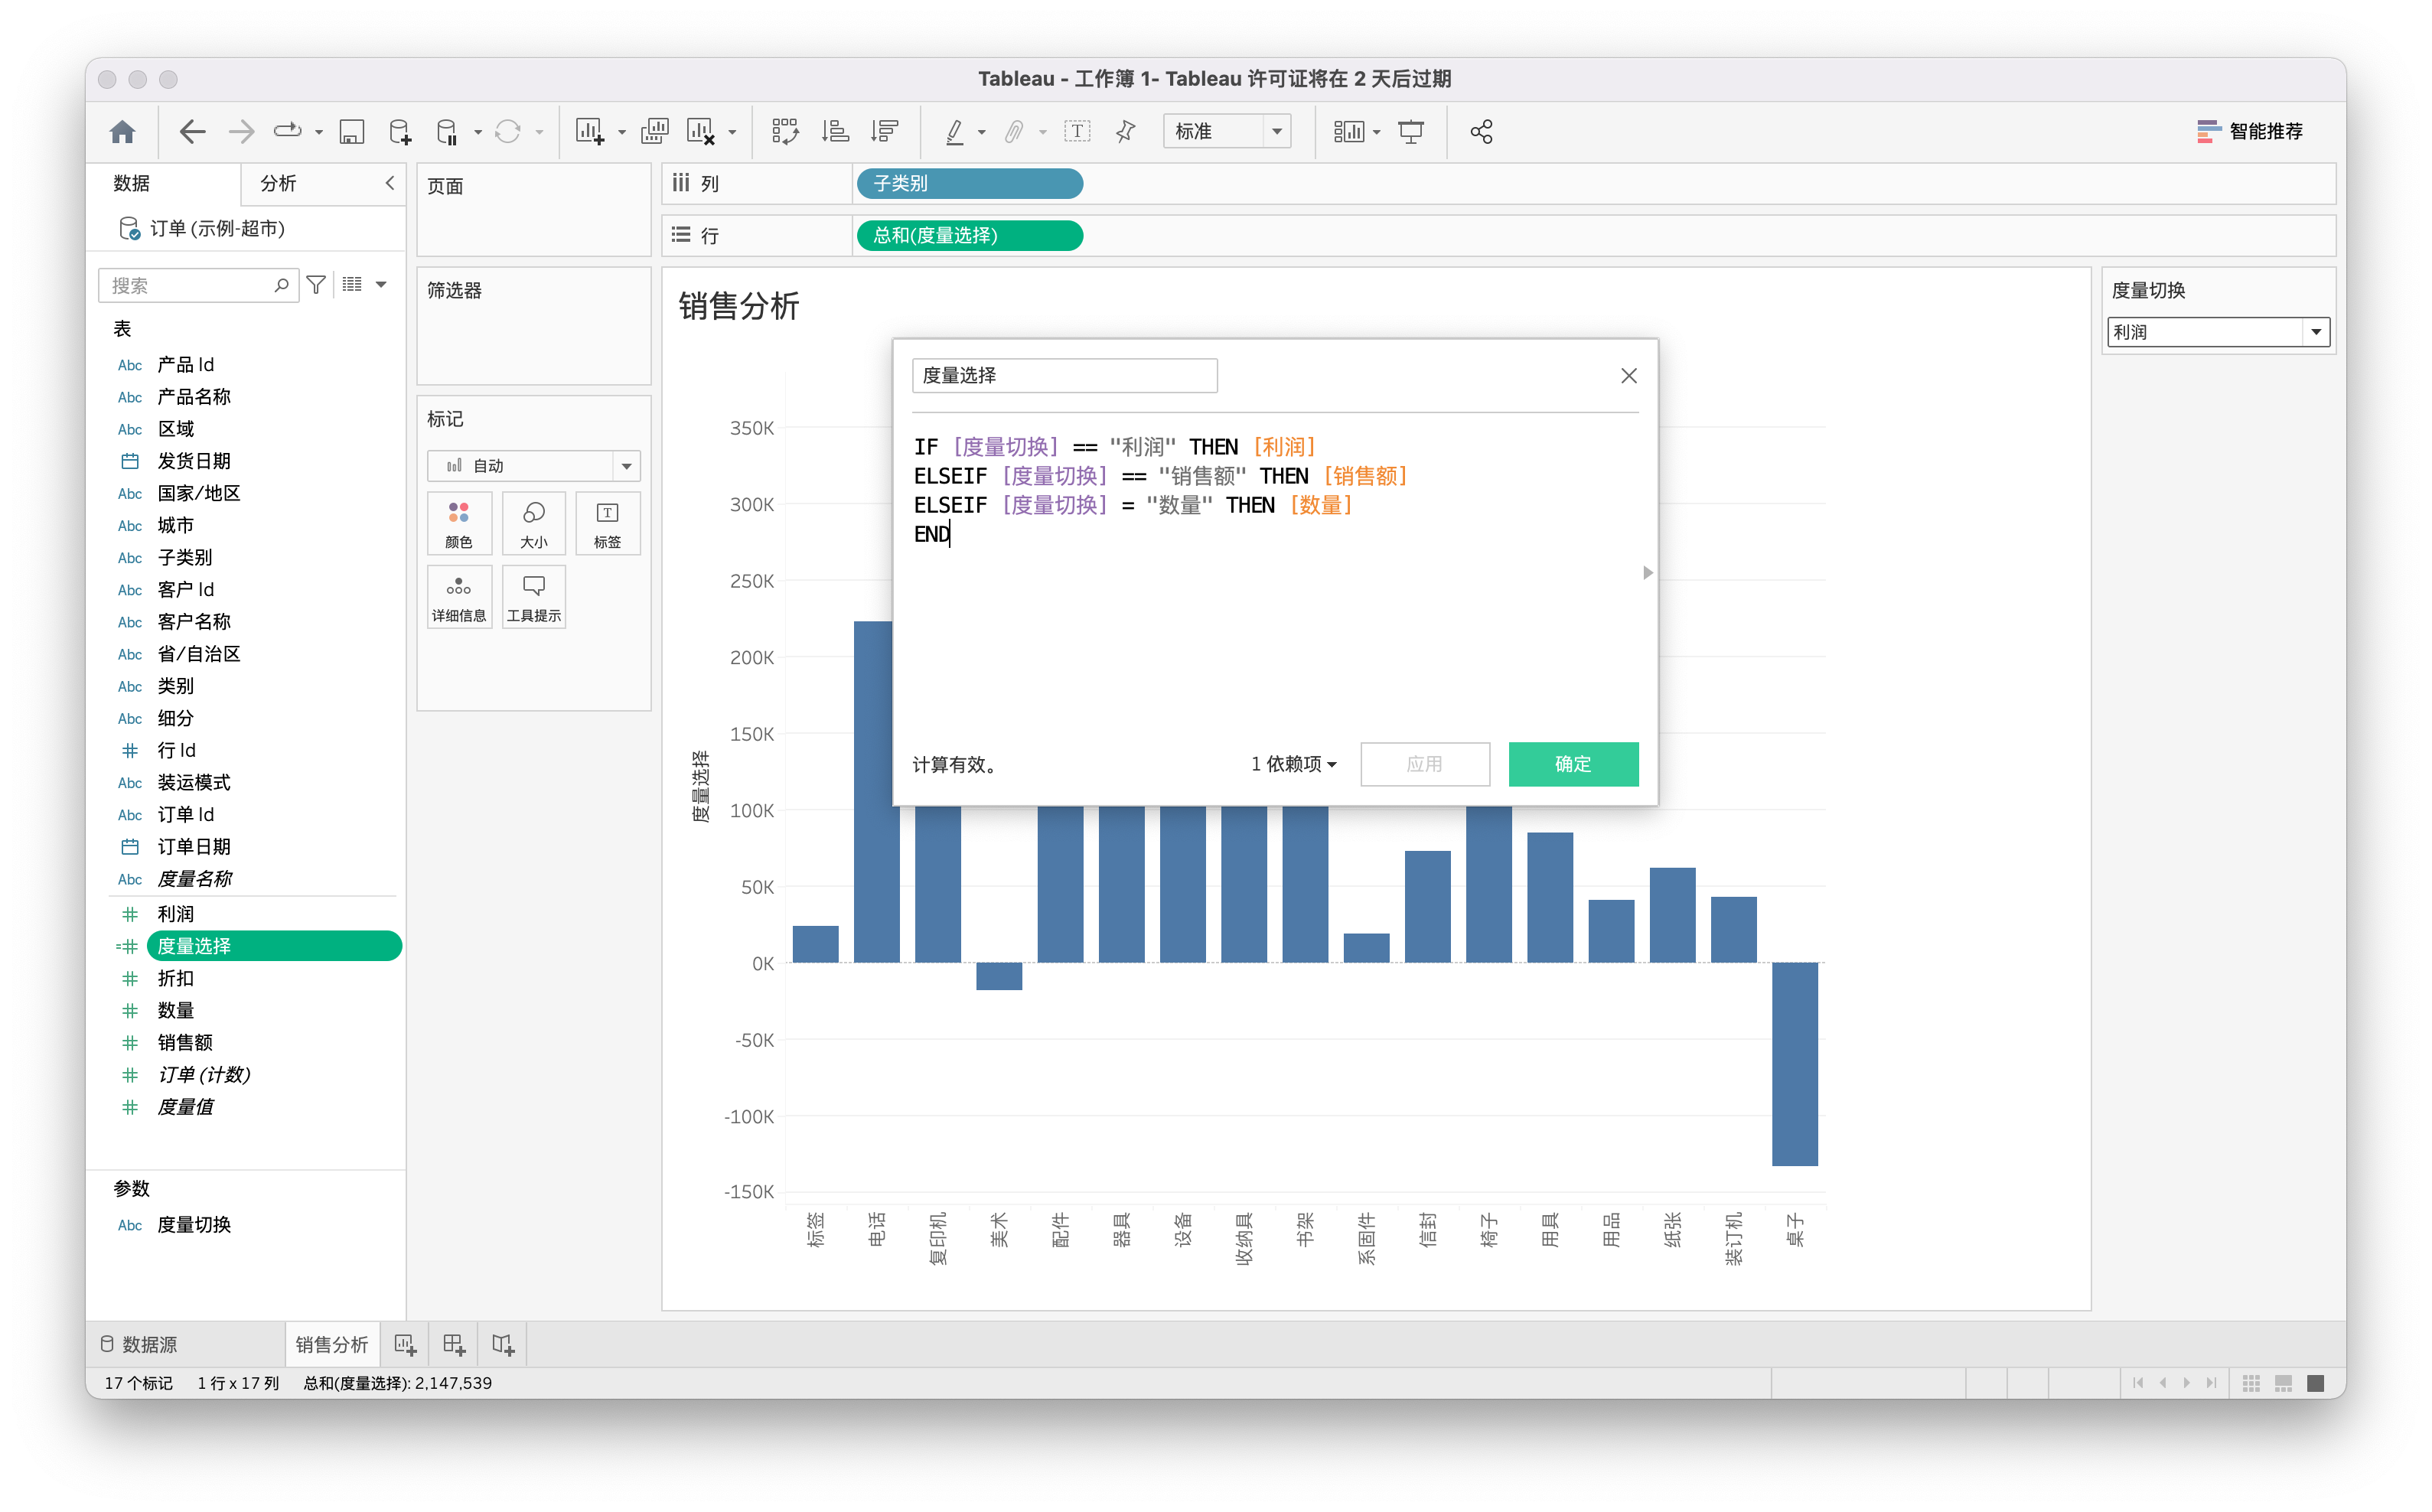 Tableau - 工作簿 1- Tableau 许可证将在 2 天后过期
标准
智能推荐
数据
分析
订单 (示例-超市)
搜索
表
Abc 产品 Id
Abc 产品名称
Abc 区域
发货日期
Abc 国家/地区
Abc 城市
Abc 子类别
Abc 客户 Id
Abc 客户名称
Abc 省/自治区
Abc 类别
Abc 细分
行 Id
Abc 装运模式
Abc 订单 Id
订单日期
Abc 度量名称
利润
度量选择
折扣
数量
销售额
订单 (计数)
度量值
参数
Abc 度量切换
页面
筛选器
标记
自动
颜色
大小
标签
详细信息
工具提示
列
子类别
行
总和(度量选择)
销售分析
度量选择
IF [度量切换] == "利润" THEN [利润]
ELSEIF [度量切换] == "销售额" THEN [销售额]
ELSEIF [度量切换] = "数量" THEN [数量]
END
计算有效。
1 依赖项
应用
确定
度量选择
350K
300K
250K
200K
150K
100K
50K
0K
-50K
-100K
-150K
标签
电话
复印机
美术
配件
器具
设备
收纳具
书架
系固件
信封
椅子
用具
用品
纸张
装订机
桌子
度量切换
利润
数据源
销售分析
17 个标记
1 行 x 17 列
总和(度量选择): 2,147,539